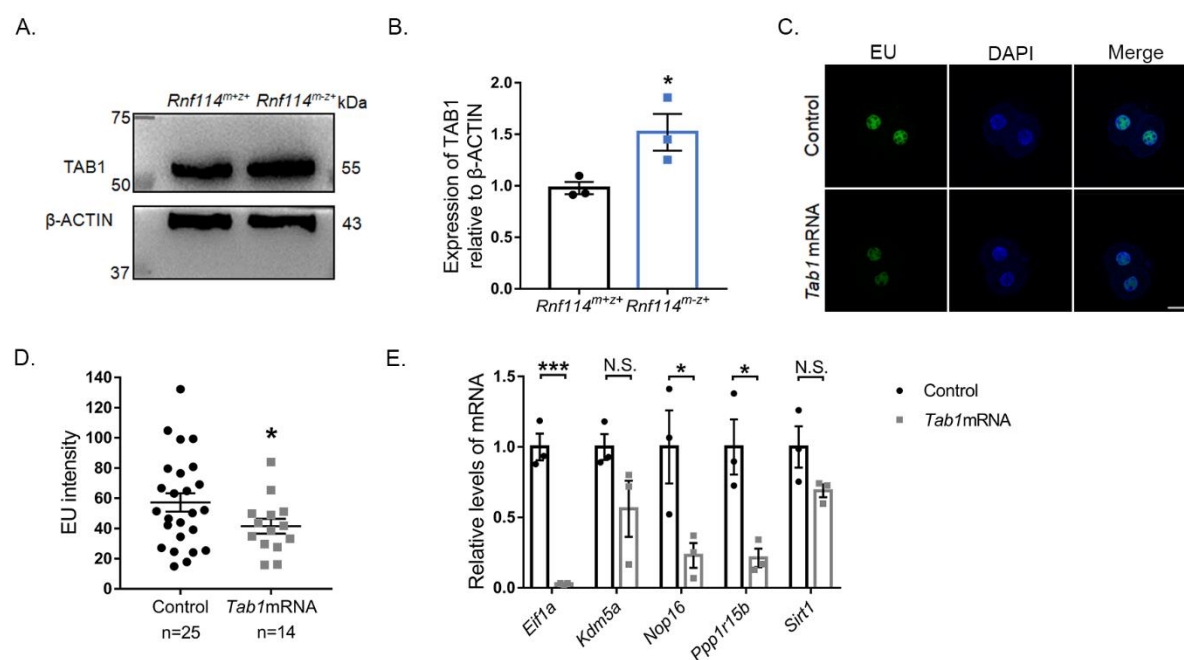 A.
Rnf114m+z+ Rnf114m-z+ kDa
75
TAB1
55
50
β-ACTIN
43
37
B.
Expression of TAB1
relative to β-ACTIN
2.0
*
1.5
1.0
0.5
0.0
Rnf114m+z+ Rnf114m-z+
C.
EU DAPI Merge
Control
Tab1 mRNA
D.
EU intensity
140
120
100
80
60
40
20
0
*
Control Tab1mRNA
n=25 n=14
E.
Relative levels of mRNA
1.5
1.0
0.5
0.0
*** N.S. * * N.S.
Eif1a Kdm5a Nop16 Ppp1r15b Sirt1
Control
Tab1mRNA